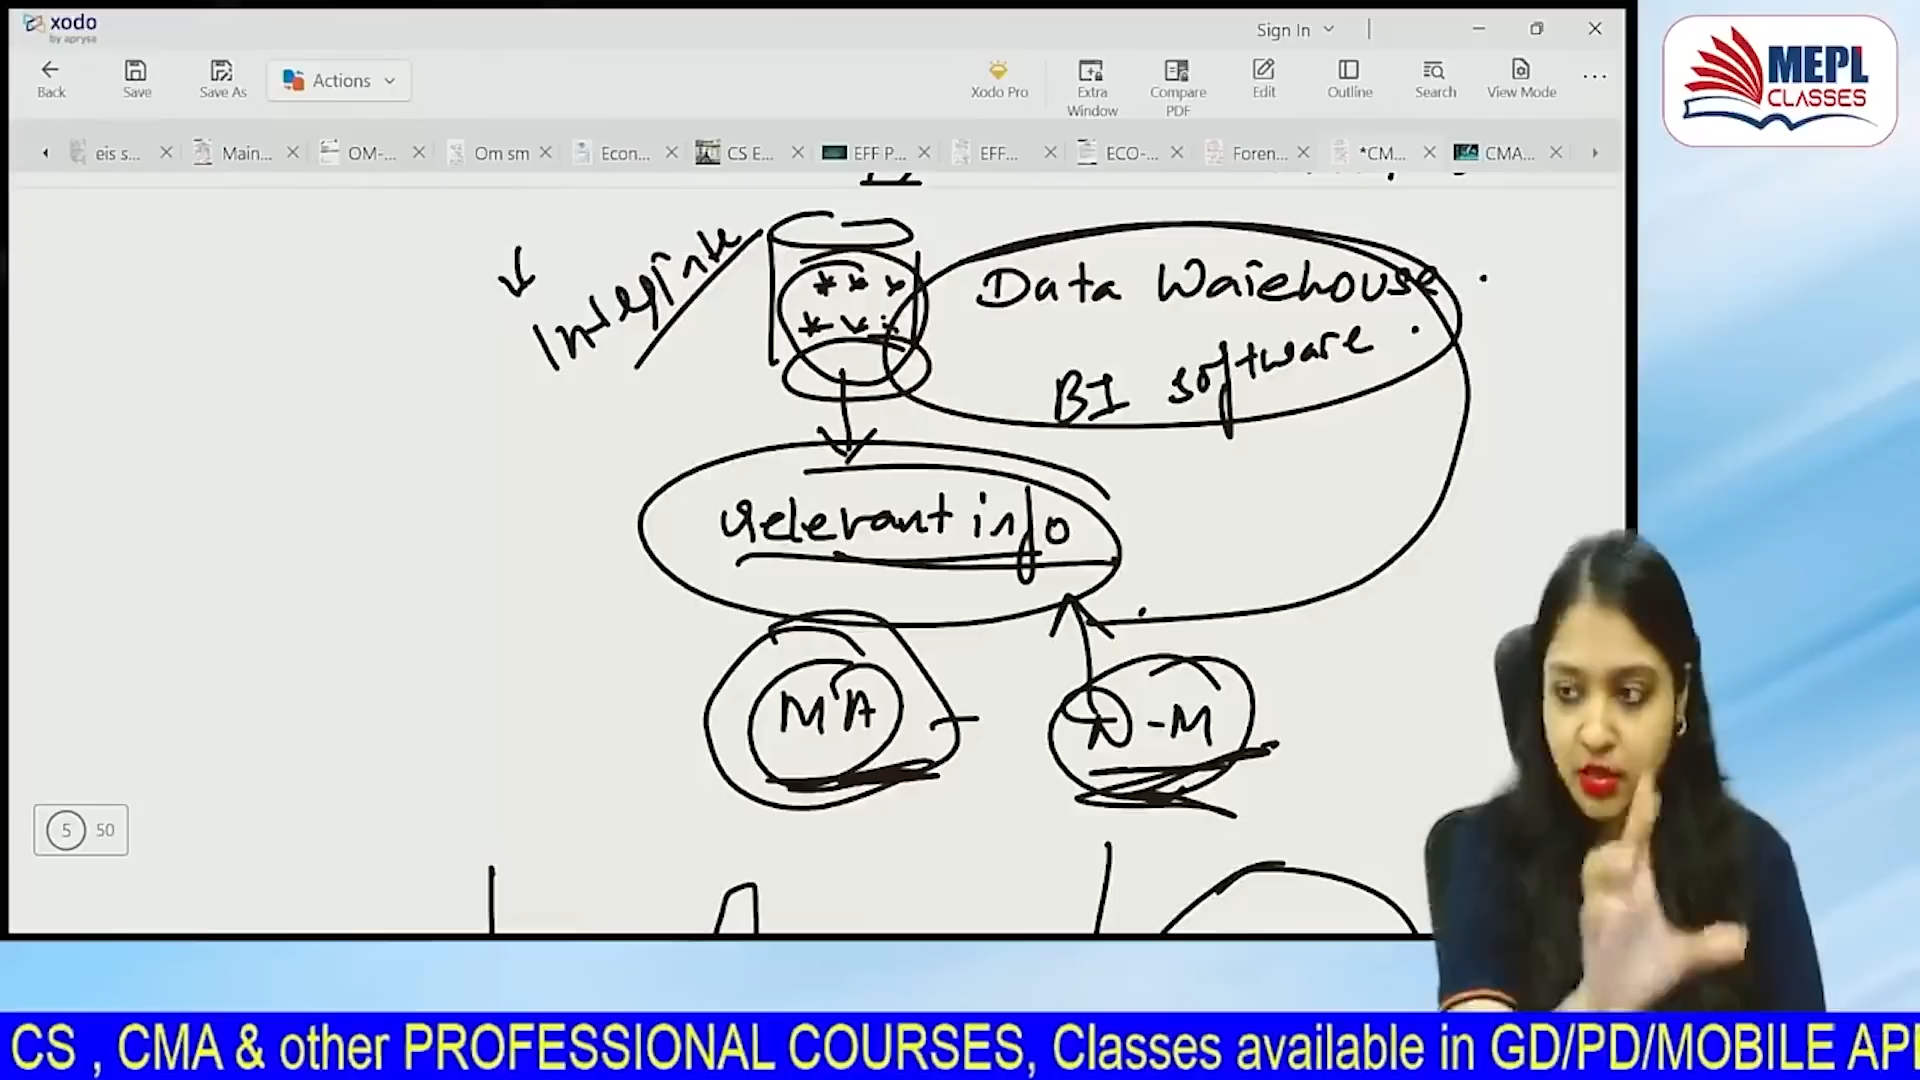 xodo
by apryse
Sign In
Back
Save
Save As
Actions
Xodo Pro
Extra Window
Compare PDF
Edit
Outline
Search
View Mode
eis s...
Main...
OM-...
Om sm
Econ...
CS E...
EFF P...
EFF...
ECO-...
Foren...
*CM...
CMA...
MEPL
CLASSES
Data Warehouse
BI software
relevant info
MA
D-M
5 50
CS , CMA & other PROFESSIONAL COURSES, Classes available in GD/PD/MOBILE API